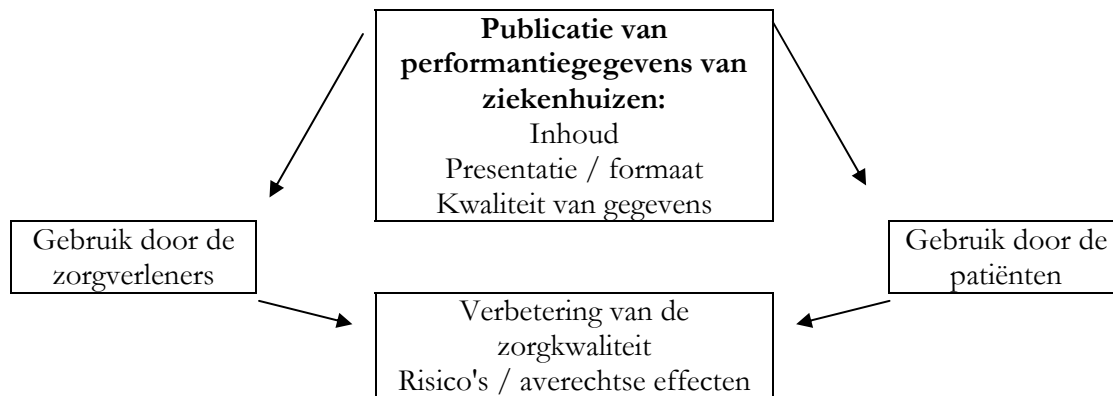 Publicatie van
performantiegegevens van
ziekenhuizen:
Inhoud
Presentatie / formaat
Kwaliteit van gegevens
Gebruik door de
zorgverleners
Gebruik door de
patiënten
Verbetering van de
zorgkwaliteit
Risico's / averechtse effecten